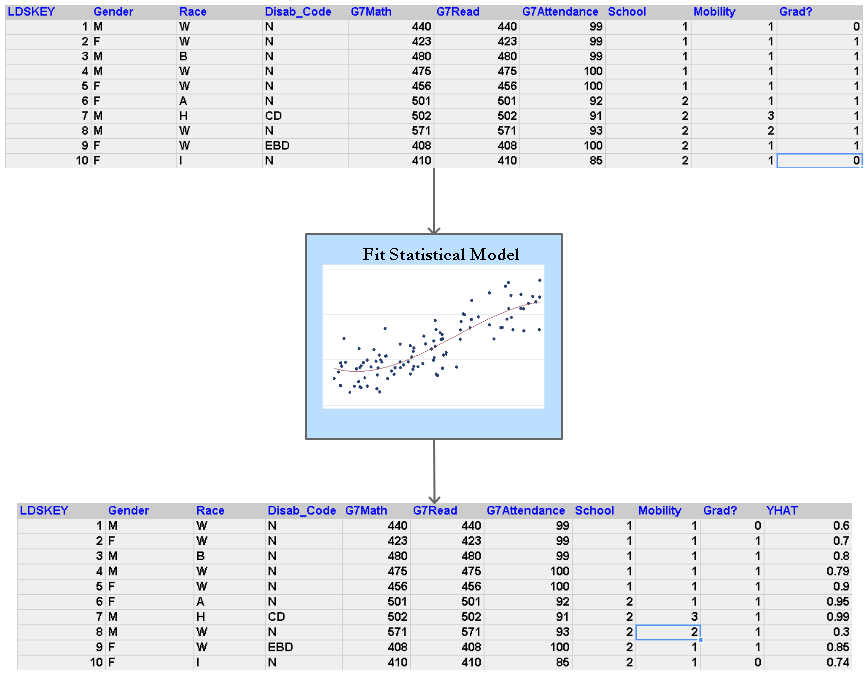 LDSKEY Gender Race Disab_Code G7Math G7Read G7Attendance School Mobility Grad?
1 M W N 440 440 99 1 1 0
2 F W N 423 423 99 1 1 1
3 M B N 480 480 99 1 1 1
4 M W N 475 475 100 1 1 1
5 F W N 456 456 100 1 1 1
6 F A N 501 501 92 2 1 1
7 M H CD 502 502 91 2 3 1
8 M W N 571 571 93 2 2 1
9 F W EBD 408 408 100 2 1 1
10 F I N 410 410 85 2 1 0
Fit Statistical Model
LDSKEY Gender Race Disab_Code G7Math G7Read G7Attendance School Mobility Grad? YHAT
1 M W N 440 440 99 1 1 0 0.6
2 F W N 423 423 99 1 1 1 0.7
3 M B N 480 480 99 1 1 1 0.8
4 M W N 475 475 100 1 1 1 0.79
5 F W N 456 456 100 1 1 1 0.9
6 F A N 501 501 92 2 1 1 0.95
7 M H CD 502 502 91 2 3 1 0.99
8 M W N 571 571 93 2 2 1 0.3
9 F W EBD 408 408 100 2 1 1 0.85
10 F I N 410 410 85 2 1 0 0.74